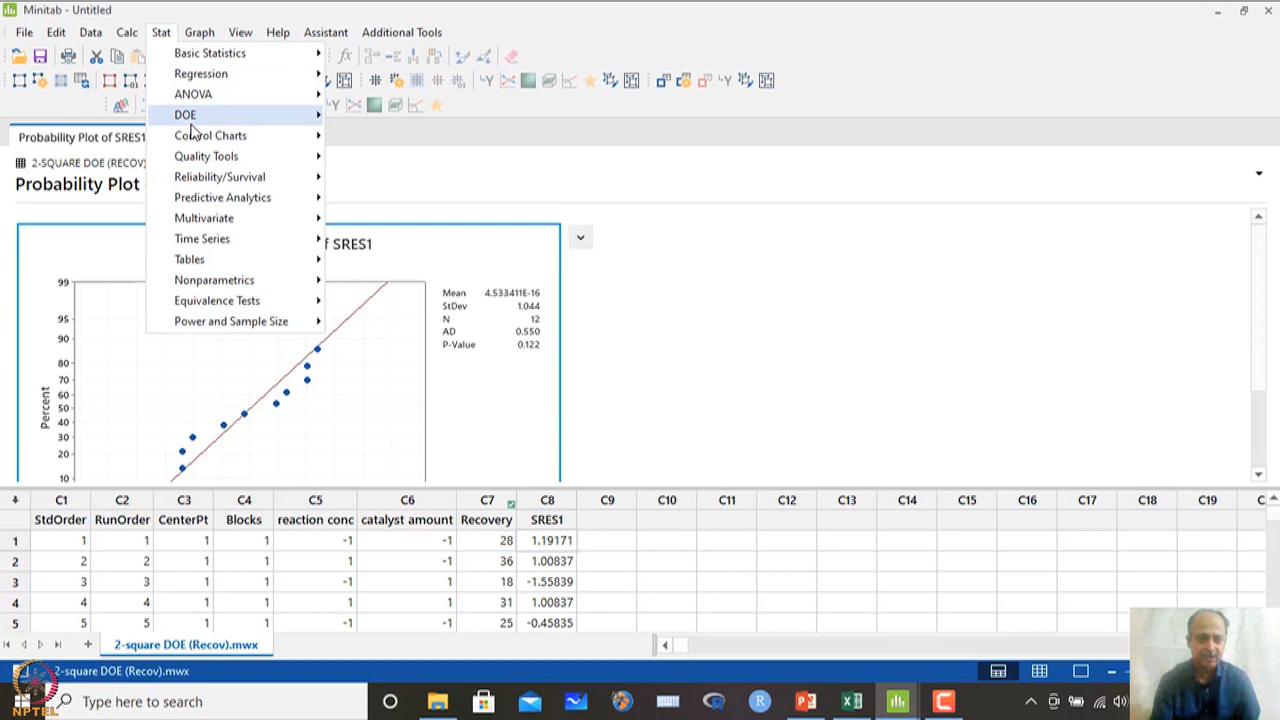 Minitab - Untitled
File Edit Data Calc Stat Graph View Help Assistant Additional Tools
Basic Statistics
Regression
ANOVA
DOE
Control Charts
Quality Tools
Reliability/Survival
Predictive Analytics
Multivariate
Time Series
Tables
Nonparametrics
Equivalence Tests
Power and Sample Size
Probability Plot of SRES1
2-SQUARE DOE (RECOV)
Probability Plot
f SRES1
99
95
90
80
70
60
50
40
30
20
10
Percent
Mean 4.533411E-16
StDev 1.044
N 12
AD 0.550
P-Value 0.122
C1 C2 C3 C4 C5 C6 C7 C8 C9 C10 C11 C12 C13 C14 C15 C16 C17 C18 C19
StdOrder RunOrder CenterPt Blocks reaction conc catalyst amount Recovery SRES1
1 1 1 1 1 -1 -1 28 1.19171
2 2 2 1 1 1 -1 36 1.00837
3 3 3 1 1 -1 1 18 -1.55839
4 4 4 1 1 1 1 31 1.00837
5 5 5 1 1 -1 -1 25 -0.45835
2-square DOE (Recov).mwx
2-square DOE (Recov).mwx
Type here to search
NPTEL